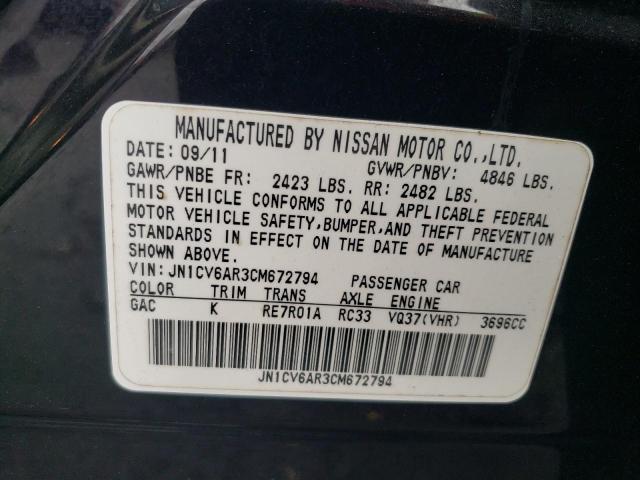 MANUFACTURED BY NISSAN MOTOR CO.,LTD.
DATE: 09/11 GVWR/PNBV: 4846 LBS.
GAWR/PNBE FR: 2423 LBS. RR: 2482 LBS.
THIS VEHICLE CONFORMS TO ALL APPLICABLE FEDERAL
MOTOR VEHICLE SAFETY, BUMPER, AND THEFT PREVENTION
STANDARDS IN EFFECT ON THE DATE OF MANUFACTURE
SHOWN ABOVE.
VIN: JN1CV6AR3CM672794 PASSENGER CAR
COLOR TRIM TRANS AXLE ENGINE
GAC K RE7R01A RC33 VQ37(VHR) 3696CC
JN1CV6AR3CM672794